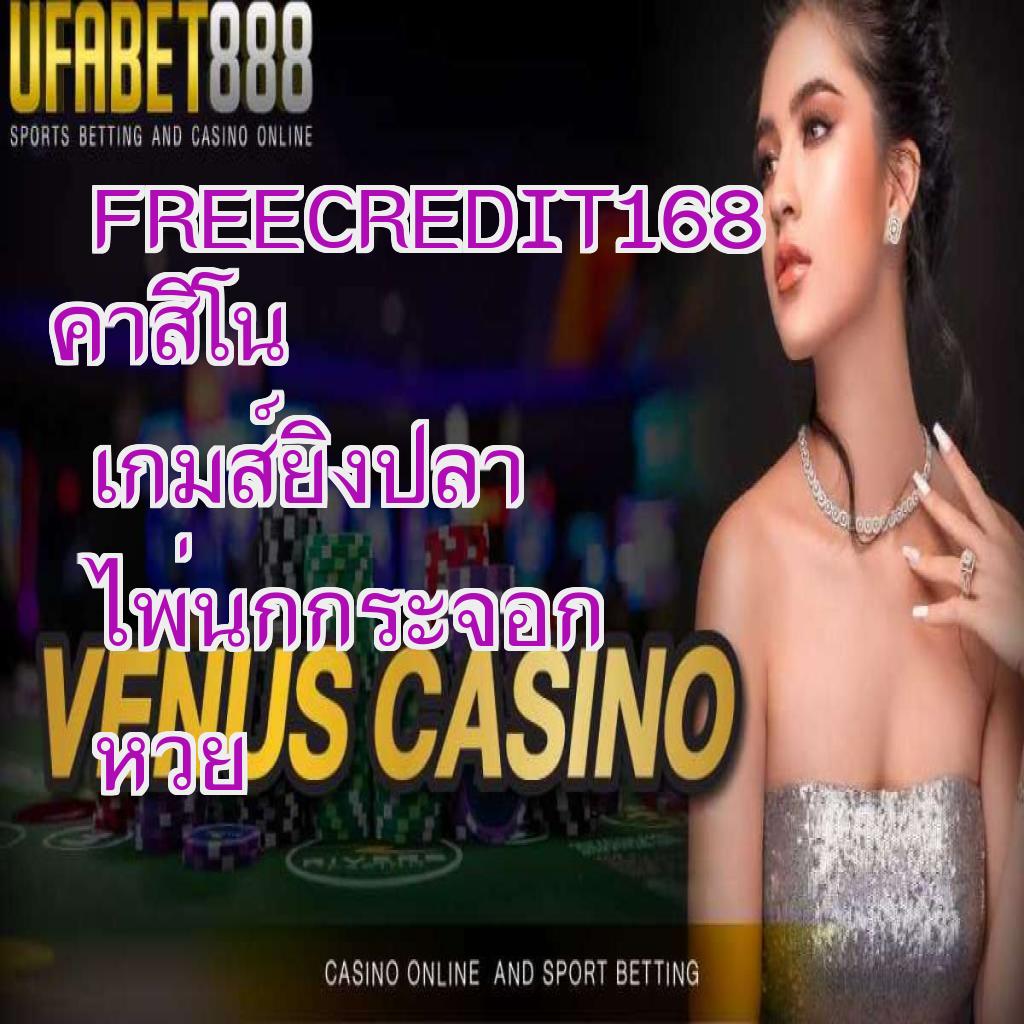 UFABET888
SPORTS BETTING AND CASINO ONLINE
FREECREDIT168
คาสิโน
เกมส์ยิงปลา
ไพ่นกกระจอก
VENUS CASINO
หวย
CASINO ONLINE AND SPORT BETTING